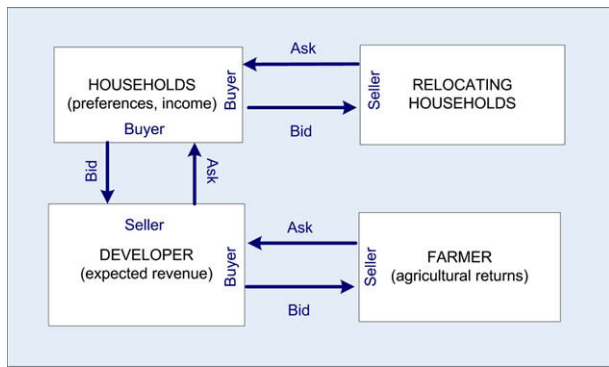 Ask
HOUSEHOLDS
(preferences, income)
Buyer
Buyer
Seller
RELOCATING
HOUSEHOLDS
Bid
Bid
Ask
Seller
DEVELOPER
(expected revenue)
Buyer
Ask
Seller
FARMER
(agricultural returns)
Bid